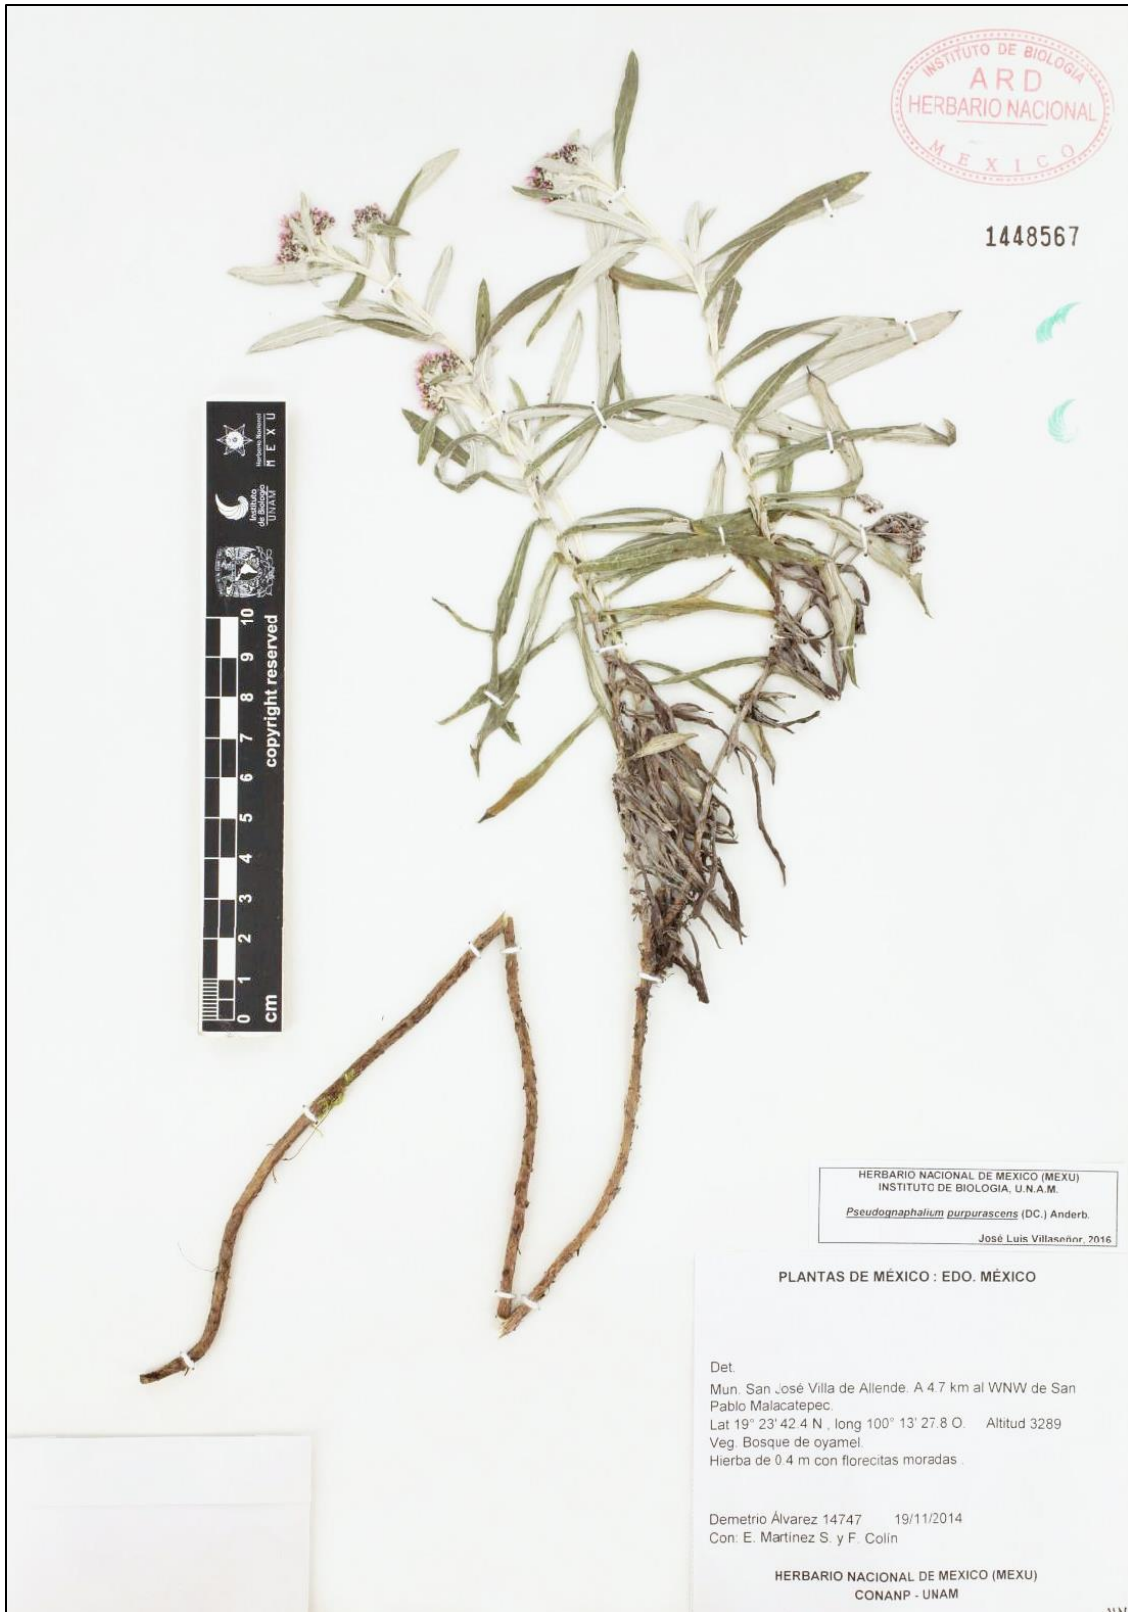 INSTITUTO DE BIOLOGIA
ARD
HERBARIO NACIONAL
MEXICO
1448567
Herbario Nacional
MEXU
Instituto
de Biología
UNAM
10
9
8
7
6
5
4
3
2
1
0
cm
copyright reserved
HERBARIO NACIONAL DE MEXICO (MEXU)
INSTITUTO DE BIOLOGIA, U.N.A.M.
Pseudognaphalium purpurascens (DC.) Anderb.
José Luis Villaseñor, 2016
PLANTAS DE MÉXICO : EDO. MÉXICO
Det.
Mun. San José Villa de Allende. A 4.7 km al WNW de San
Pablo Malacatepec.
Lat 19° 23' 42.4 N , long 100° 13' 27.8 O. Altitud 3289
Veg. Bosque de oyamel.
Hierba de 0.4 m con florecitas moradas .
Demetrio Álvarez 14747 19/11/2014
Con: E. Martínez S. y F. Colín
HERBARIO NACIONAL DE MEXICO (MEXU)
CONANP - UNAM